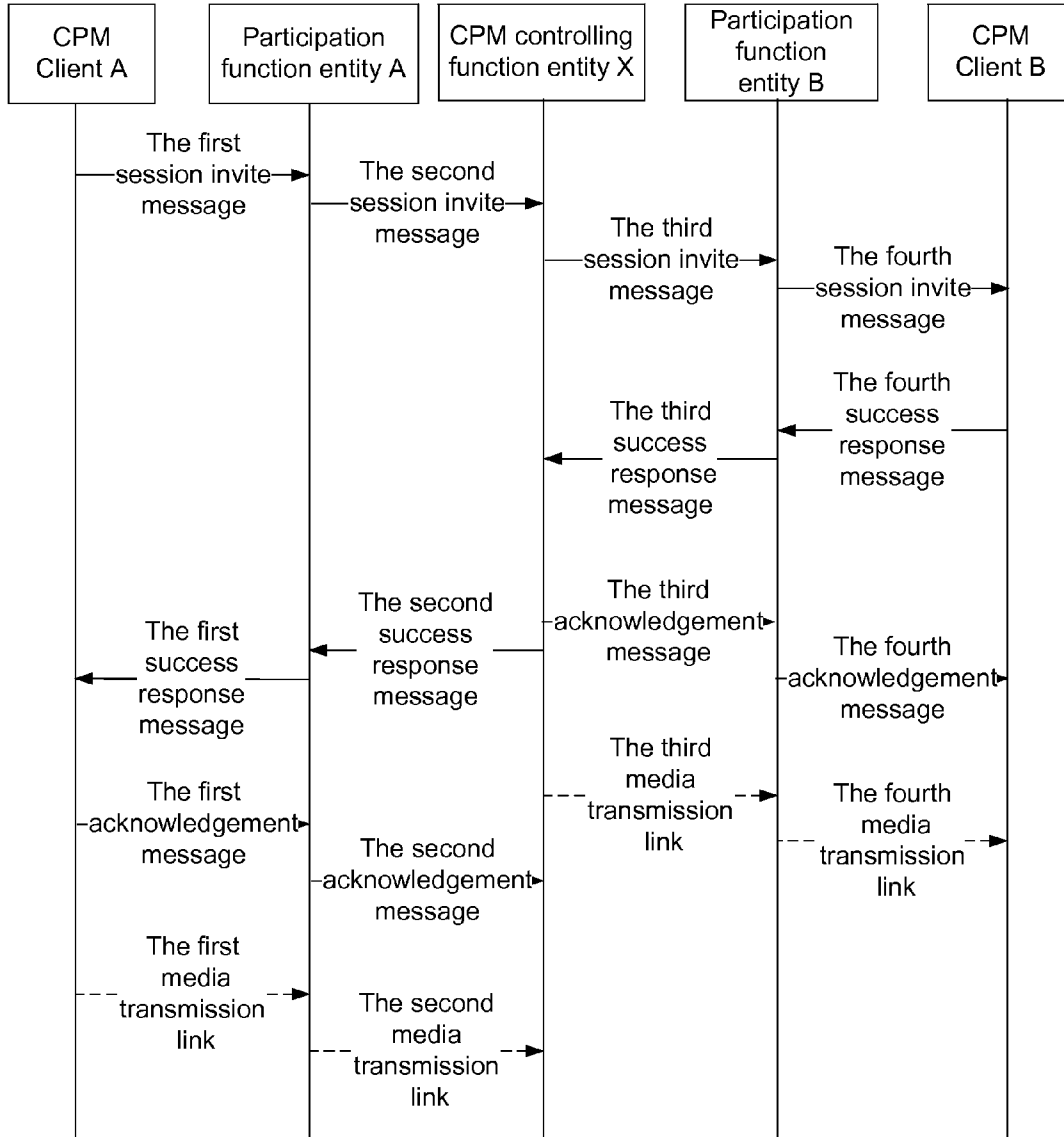 CPM
Client A
Participation
function entity A
CPM controlling
function entity X
Participation
function
entity B
CPM
Client B
The first
session invite
message
The second
session invite
message
The third
session invite
message
The fourth
session invite
message
The fourth
success
response
message
The third
success
response
message
The third
acknowledgement
message
The second
success
response
message
The first
success
response
message
The fourth
acknowledgement
message
The third
media
transmission
link
The first
acknowledgement
message
The fourth
media
transmission
link
The second
acknowledgement
message
The first
media
transmission
link
The second
media
transmission
link